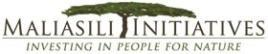 MALIASILI INITIATIVES
INVESTING IN PEOPLE FOR NATURE